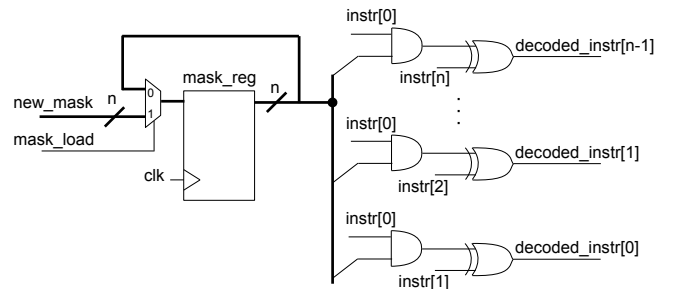 instr[0]
decoded_instr[n-1]
instr[n]
mask_reg
n
n
new_mask
0
1
mask_load
clk
instr[0]
decoded_instr[1]
instr[2]
instr[0]
decoded_instr[0]
instr[1]